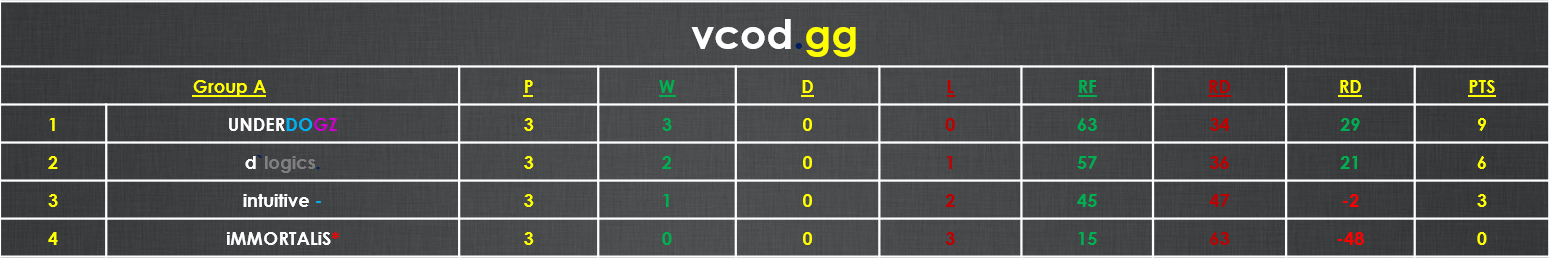 vcod.gg
Group A P W D L RF RD RD PTS
1 UNDERDOGZ 3 3 0 0 63 34 29 9
2 d`logics. 3 2 0 1 57 36 21 6
3 intuitive - 3 1 0 2 45 47 -2 3
4 iMMORTALiS* 3 0 0 3 15 63 -48 0